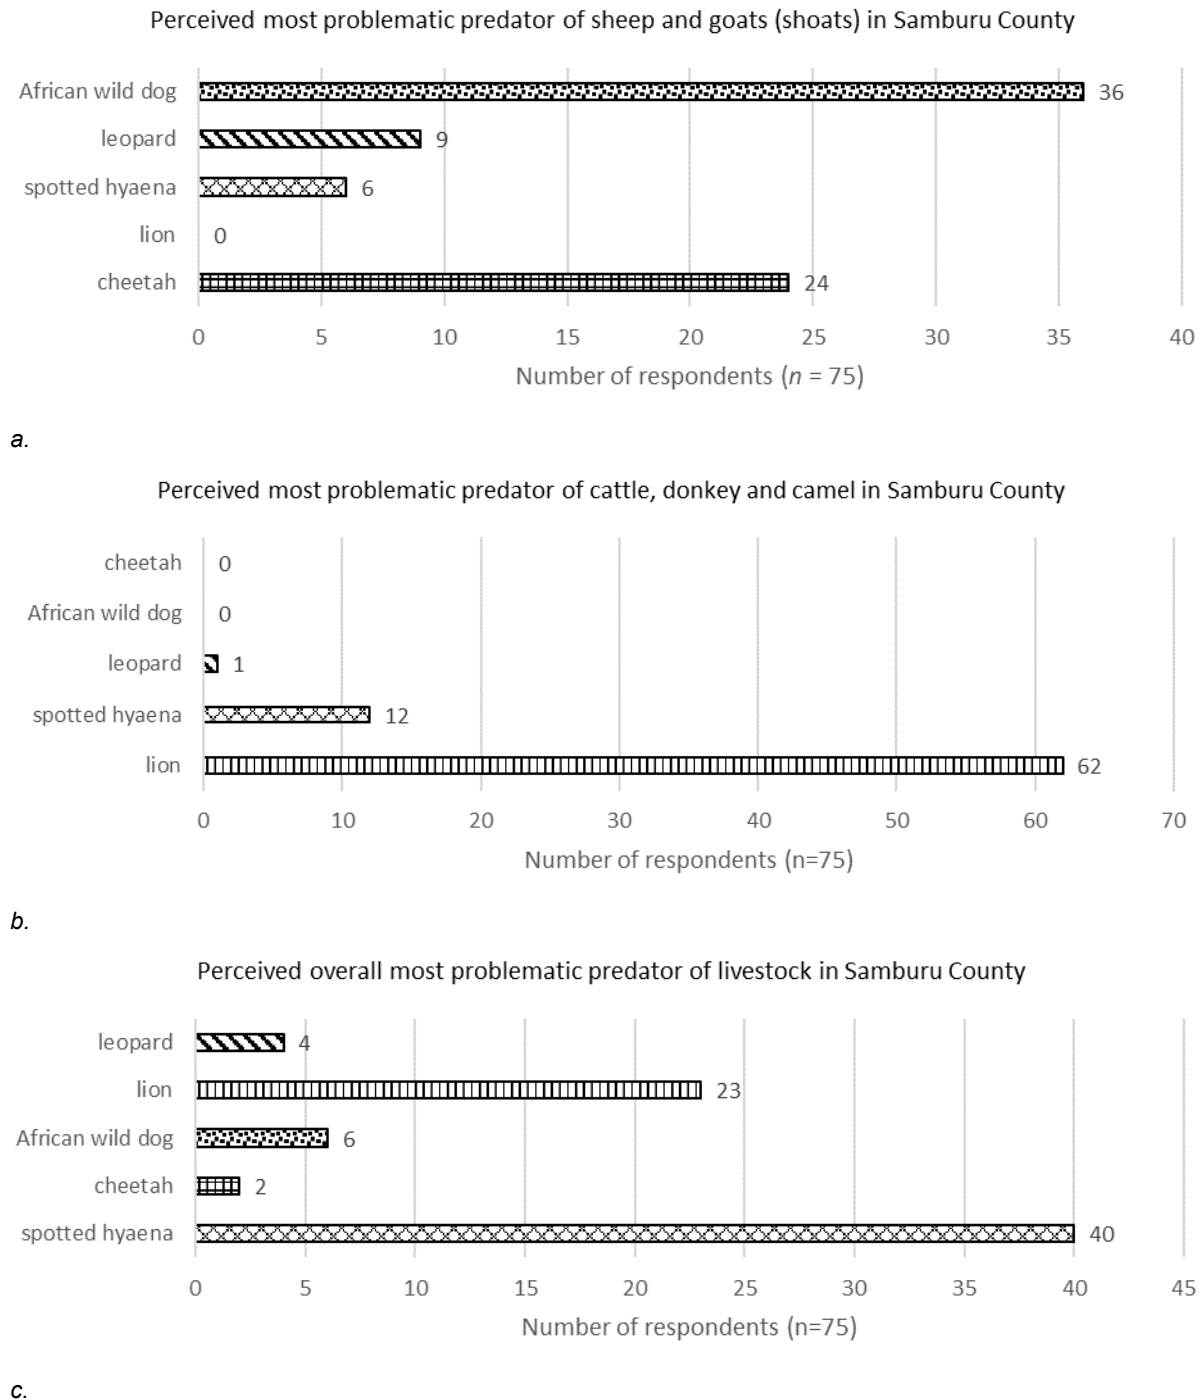 Perceived most problematic predator of sheep and goats (shoats) in Samburu County
African wild dog 36
leopard 9
spotted hyaena 6
lion 0
cheetah 24
0 5 10 15 20 25 30 35 40
Number of respondents (n = 75)
a.
Perceived most problematic predator of cattle, donkey and camel in Samburu County
cheetah 0
African wild dog 0
leopard 1
spotted hyaena 12
lion 62
0 10 20 30 40 50 60 70
Number of respondents (n=75)
b.
Perceived overall most problematic predator of livestock in Samburu County
leopard 4
lion 23
African wild dog 6
cheetah 2
spotted hyaena 40
0 5 10 15 20 25 30 35 40 45
Number of respondents (n=75)
c.